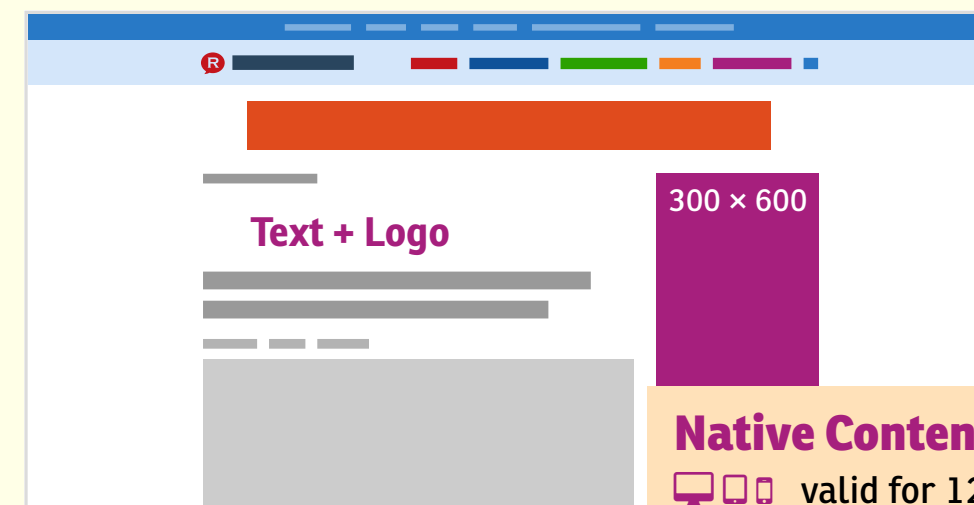 R
300 × 600
Text + Logo
Native Conten
valid for 12